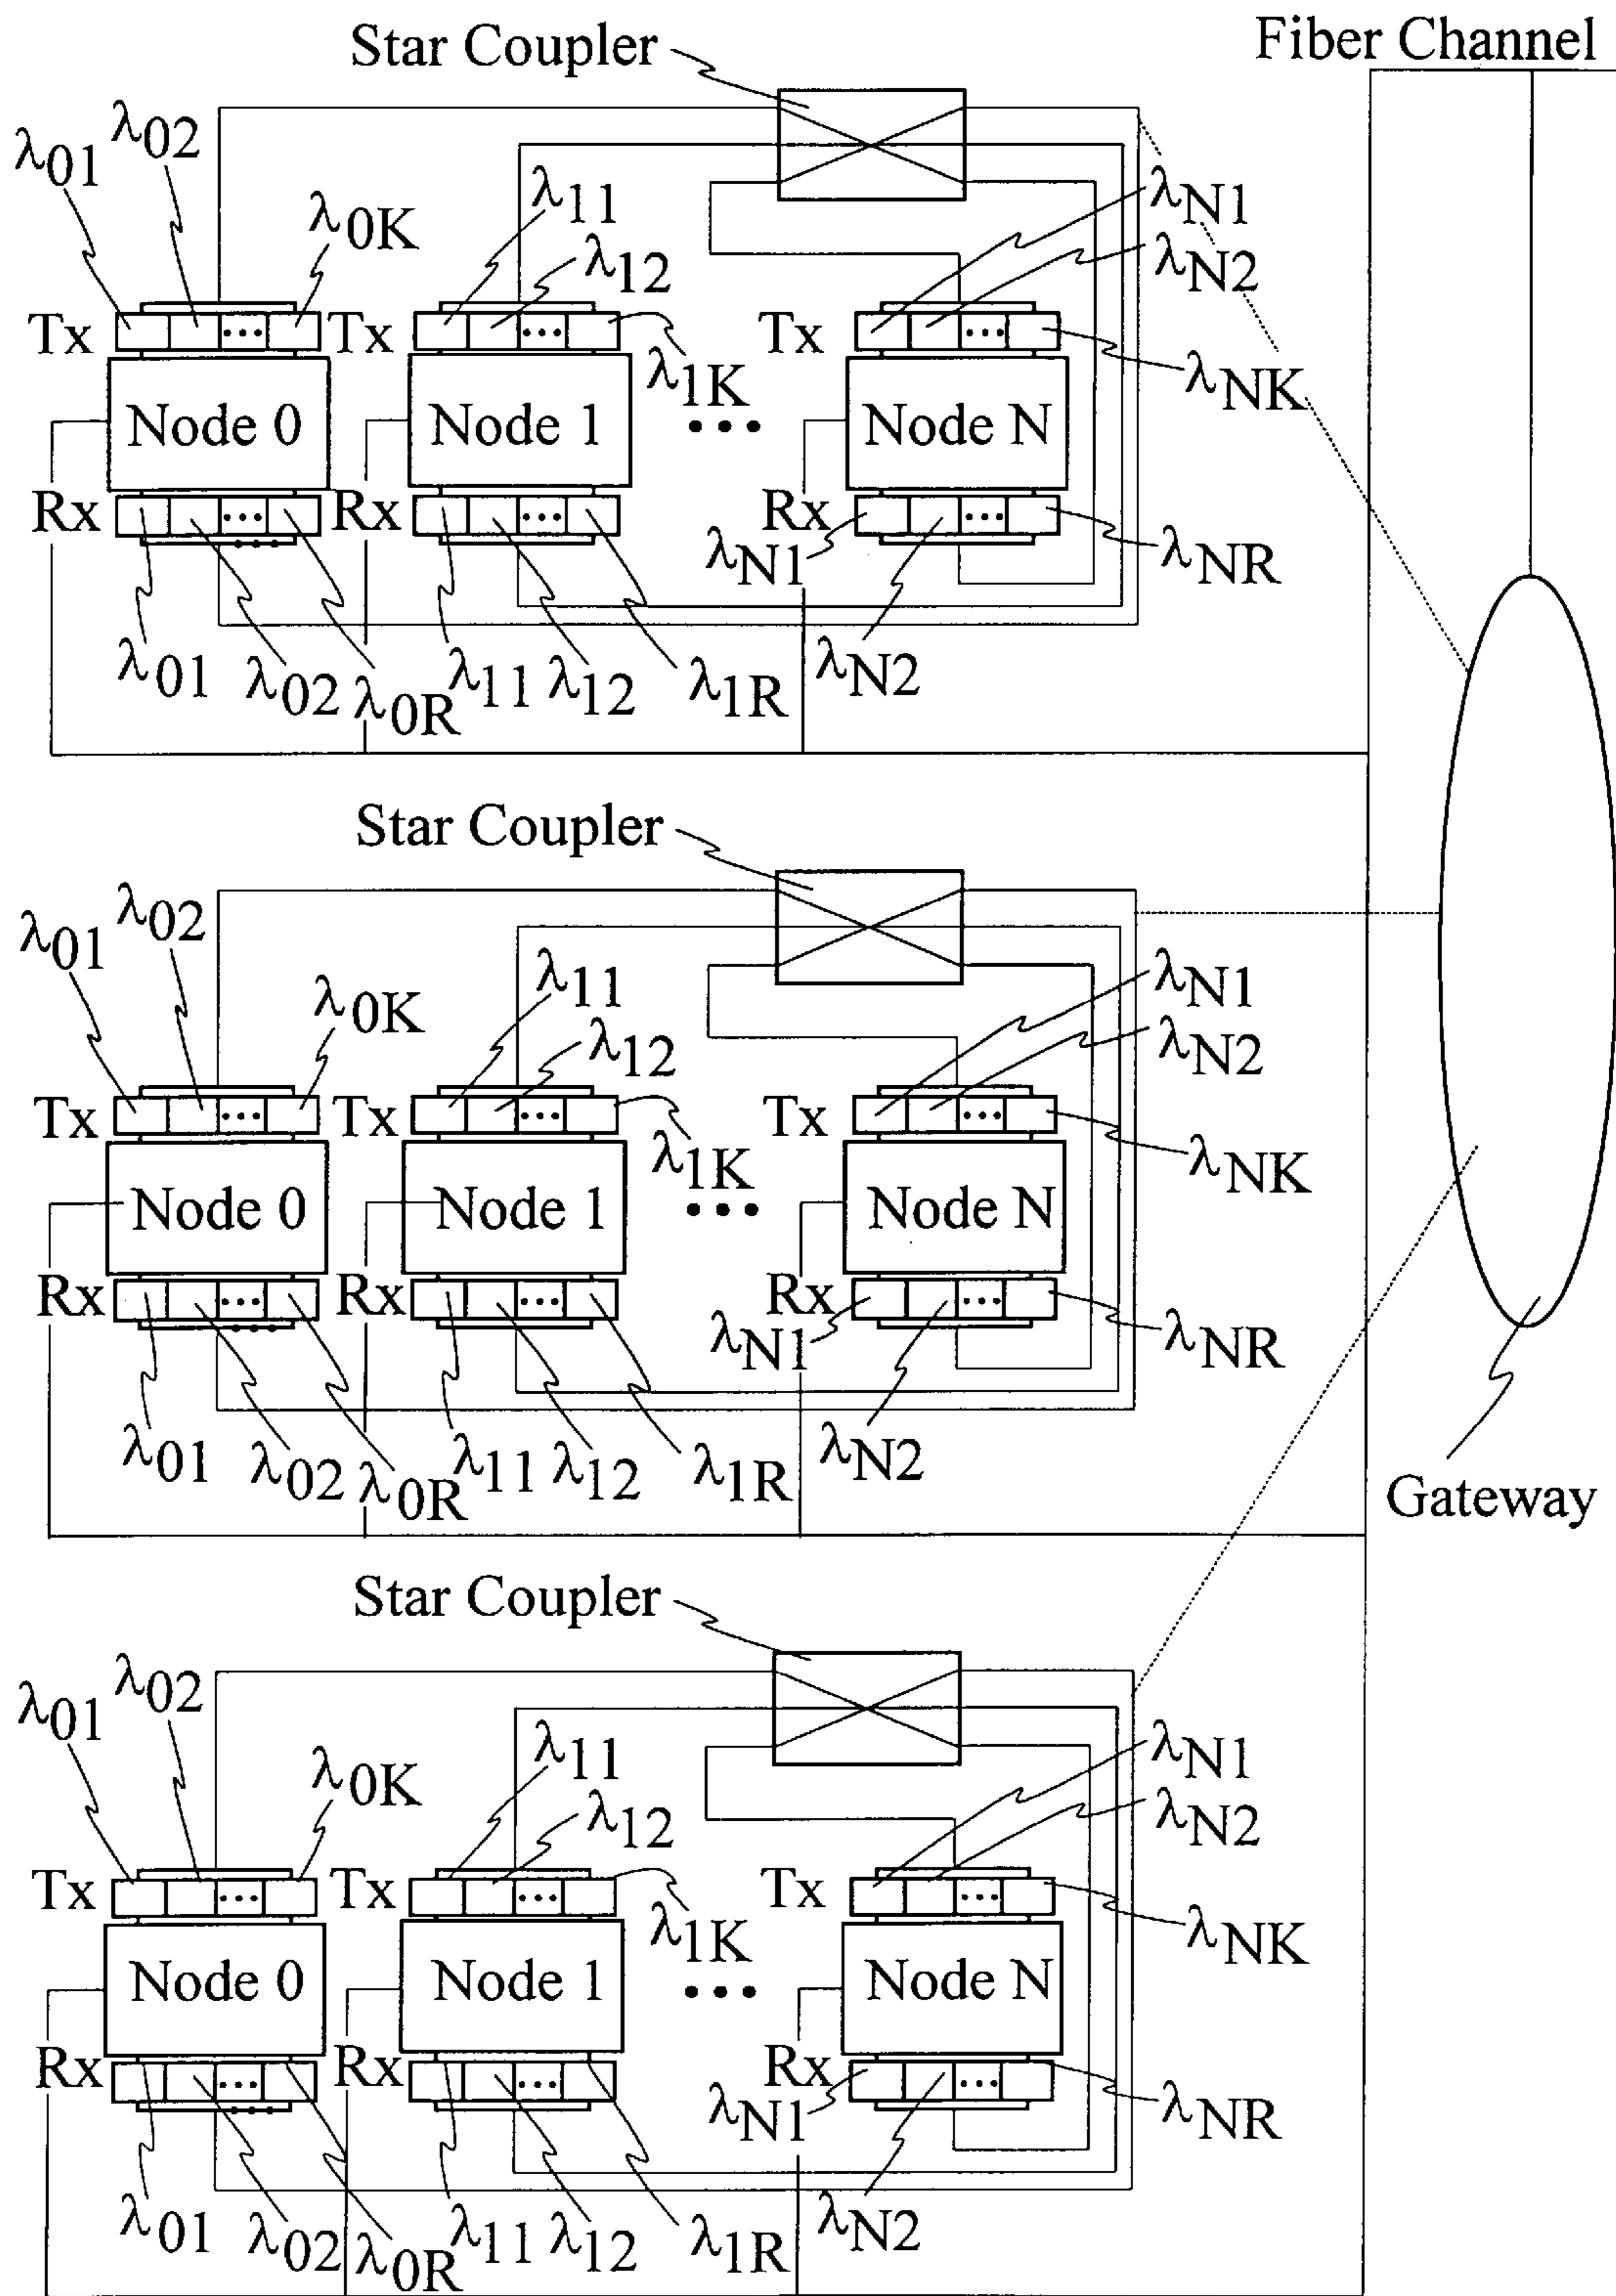 Star Coupler
Fiber Channel
λ01 λ02 λ0K λ11 λ12 λ1K λN1 λN2 λNK
Tx ... Tx ... Tx ...
Node 0 Node 1 ... Node N
Rx ... Rx ... Rx ...
λ01 λ02 λ0R λ11 λ12 λ1R λN1 λN2 λNR
Star Coupler
λ01 λ02 λ0K λ11 λ12 λ1K λN1 λN2 λNK
Tx ... Tx ... Tx ...
Node 0 Node 1 ... Node N
Rx ... Rx ... Rx ...
λ01 λ02 λ0R λ11 λ12 λ1R λN1 λN2 λNR
Gateway
Star Coupler
λ01 λ02 λ0K λ11 λ12 λ1K λN1 λN2 λNK
Tx ... Tx ... Tx ...
Node 0 Node 1 ... Node N
Rx ... Rx ... Rx ...
λ01 λ02 λ0R λ11 λ12 λ1R λN1 λN2 λNR